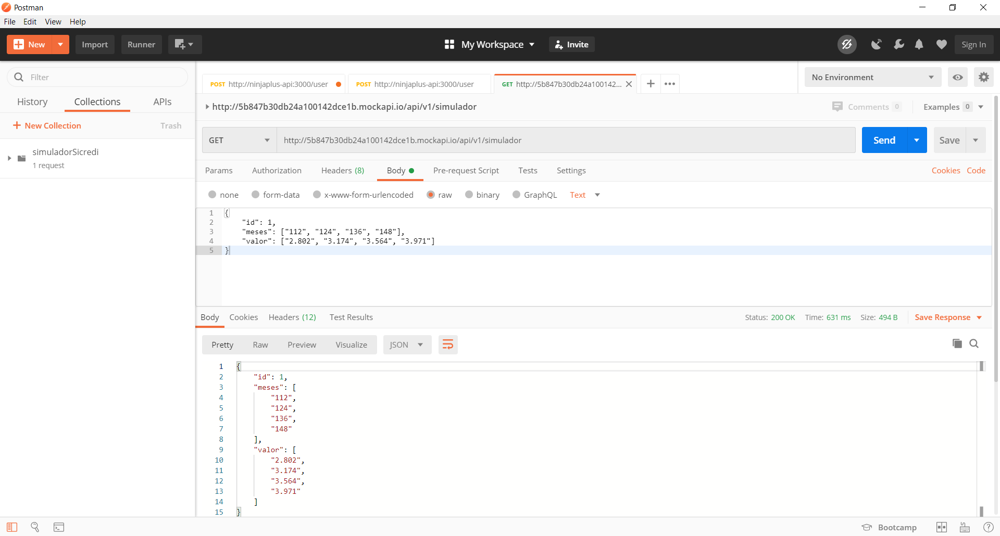 Postman
File Edit View Help
New Import Runner My Workspace Invite Sign In
Filter
History Collections APIs
New Collection Trash
simuladorSicredi
1 request
POST http://ninjaplus-api:3000/user POST http://ninjaplus-api:3000/user GET http://5b847b30db24a100142... No Environment
http://5b847b30db24a100142dce1b.mockapi.io/api/v1/simulador Comments 0 Examples 0
GET http://5b847b30db24a100142dce1b.mockapi.io/api/v1/simulador Send Save
Params Authorization Headers (8) Body Pre-request Script Tests Settings Cookies Code
none form-data x-www-form-urlencoded raw binary GraphQL Text
1 {
2 "id": 1,
3 "meses": ["112", "124", "136", "148"],
4 "valor": ["2.802", "3.174", "3.564", "3.971"]
5 }
Body Cookies Headers (12) Test Results Status: 200 OK Time: 631 ms Size: 494 B Save Response
Pretty Raw Preview Visualize JSON
1 {
2 "id": 1,
3 "meses": [
4 "112",
5 "124",
6 "136",
7 "148"
8 ],
9 "valor": [
10 "2.802",
11 "3.174",
12 "3.564",
13 "3.971"
14 ]
15 }
Bootcamp